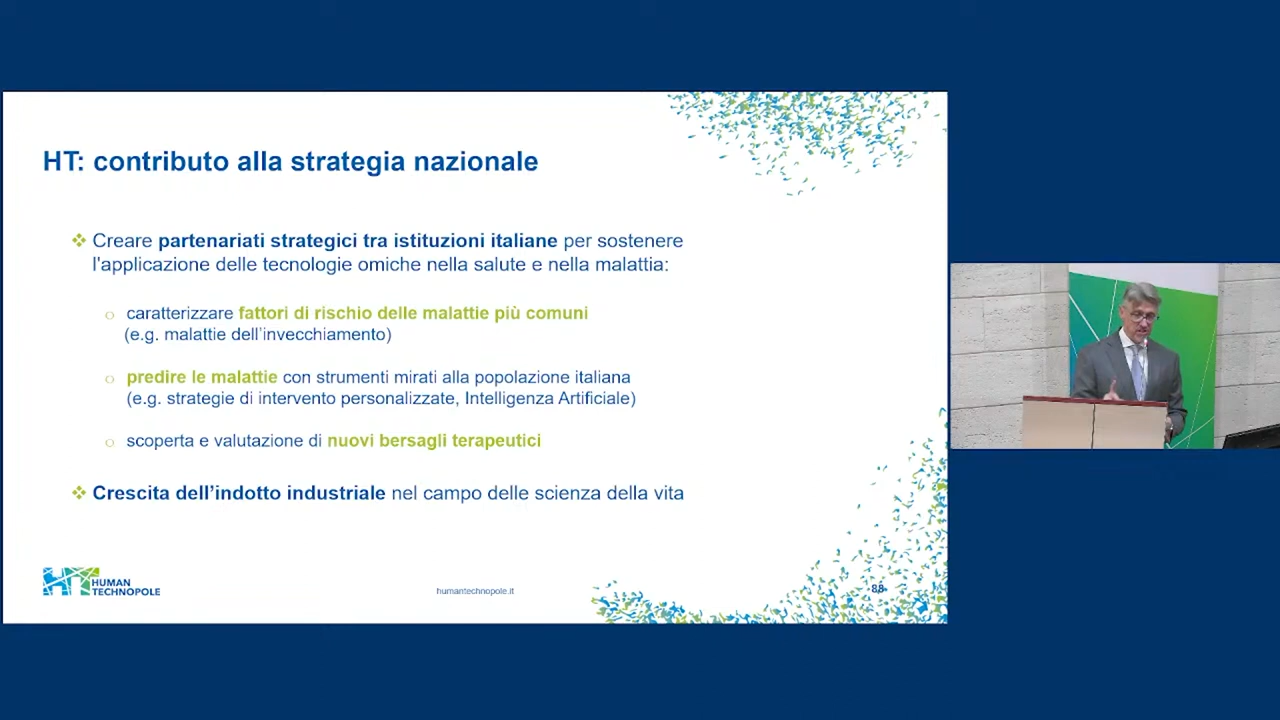 HT: contributo alla strategia nazionale
❖ Creare partenariati strategici tra istituzioni italiane per sostenere
l'applicazione delle tecnologie omiche nella salute e nella malattia:
o caratterizzare fattori di rischio delle malattie più comuni
(e.g. malattie dell'invecchiamento)
o predire le malattie con strumenti mirati alla popolazione italiana
(e.g. strategie di intervento personalizzate, Intelligenza Artificiale)
o scoperta e valutazione di nuovi bersagli terapeutici
❖ Crescita dell'indotto industriale nel campo delle scienza della vita
HT HUMAN
TECHNOPOLE
humantechnopole.it
88